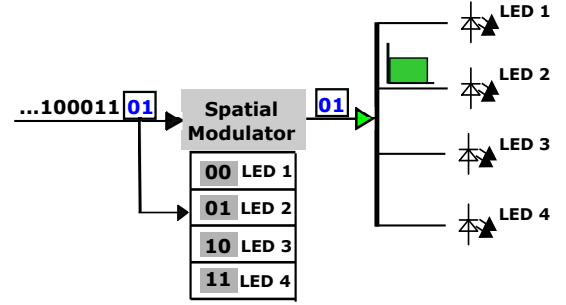 ...100011 01
Spatial
Modulator
01
00 LED 1
01 LED 2
10 LED 3
11 LED 4
LED 1
LED 2
LED 3
LED 4